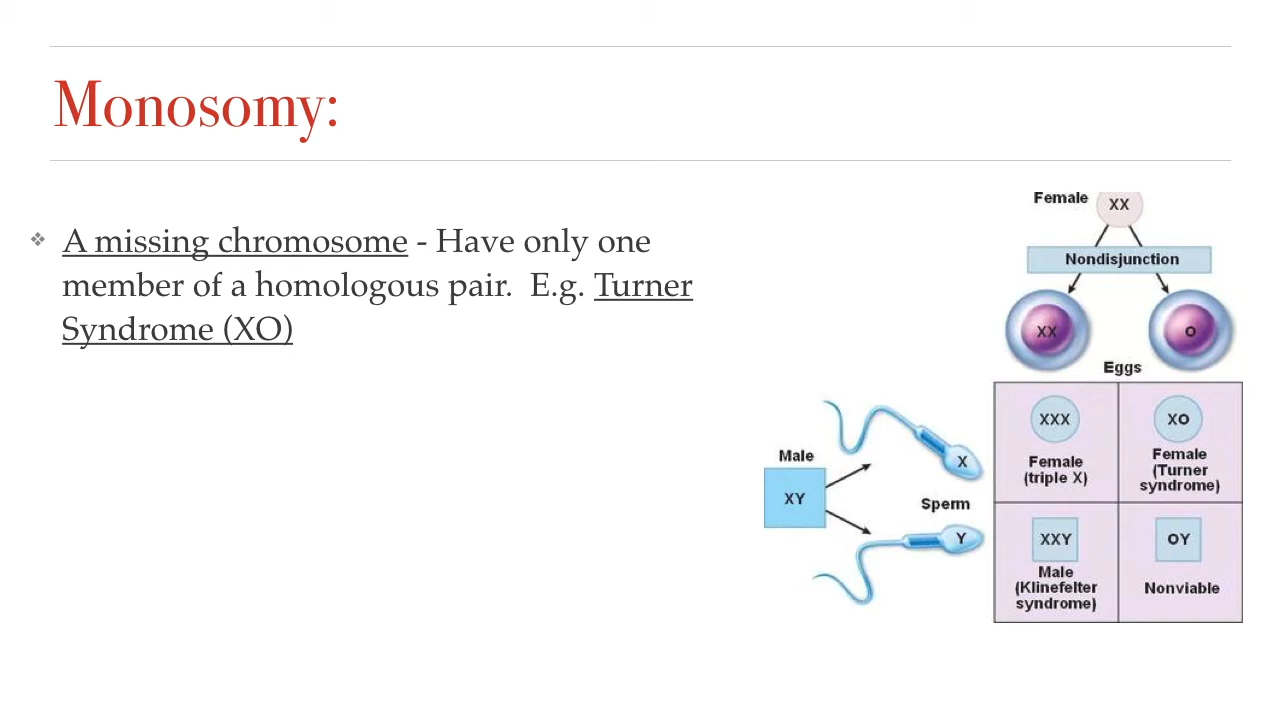 Monosomy:
❖ A missing chromosome - Have only one
member of a homologous pair. E.g. Turner
Syndrome (XO)
Female
XX
Nondisjunction
XX
O
Eggs
Male
XY
X
Sperm
Y
XXX
Female
(triple X)
XO
Female
(Turner
syndrome)
XXY
Male
(Klinefelter
syndrome)
OY
Nonviable